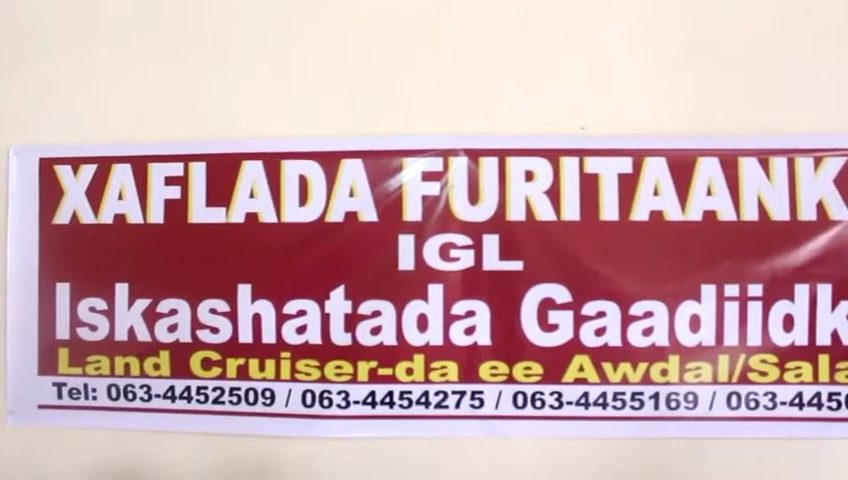 XAFLADA FURITAANK
IGL
Iskashatada Gaadiidk
Land Cruiser-da ee Awdal/Sala
Tel: 063-4452509 / 063-4454275 / 063-4455169 / 063-445